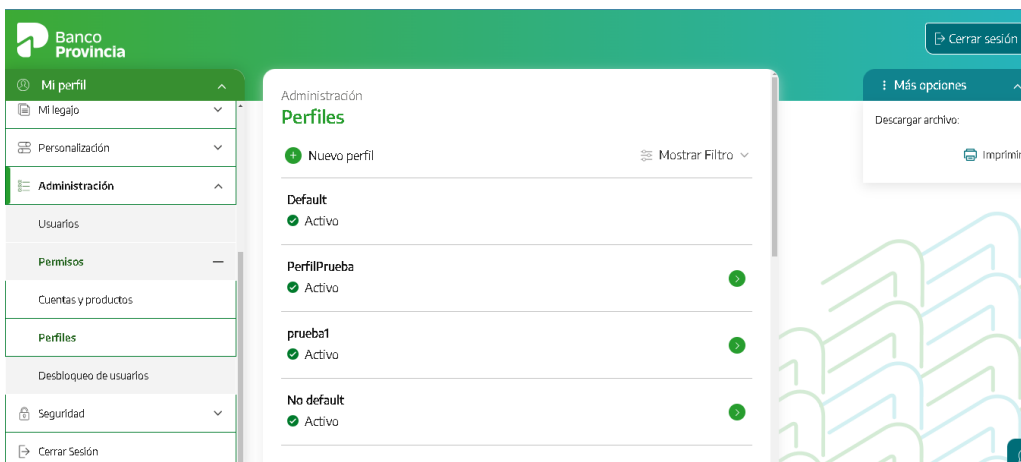 Banco
Provincia
Cerrar sesión
Mi perfil
Mi legajo
Personalización
Administración
Usuarios
Permisos
Cuentas y productos
Perfiles
Desbloqueo de usuarios
Seguridad
Cerrar Sesión
Administración
Perfiles
Nuevo perfil
Mostrar Filtro
Default
Activo
PerfilPrueba
Activo
prueba1
Activo
No default
Activo
Más opciones
Descargar archivo:
Imprimir